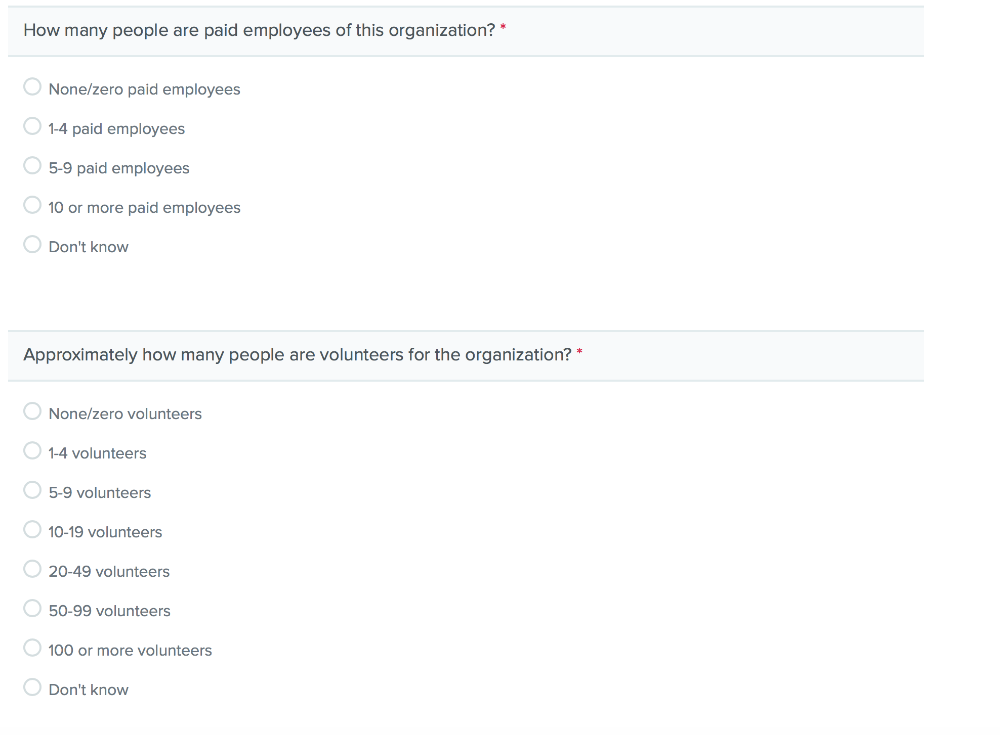 How many people are paid employees of this organization? *
None/zero paid employees
1-4 paid employees
5-9 paid employees
10 or more paid employees
Don't know
Approximately how many people are volunteers for the organization? *
None/zero volunteers
1-4 volunteers
5-9 volunteers
10-19 volunteers
20-49 volunteers
50-99 volunteers
100 or more volunteers
Don't know